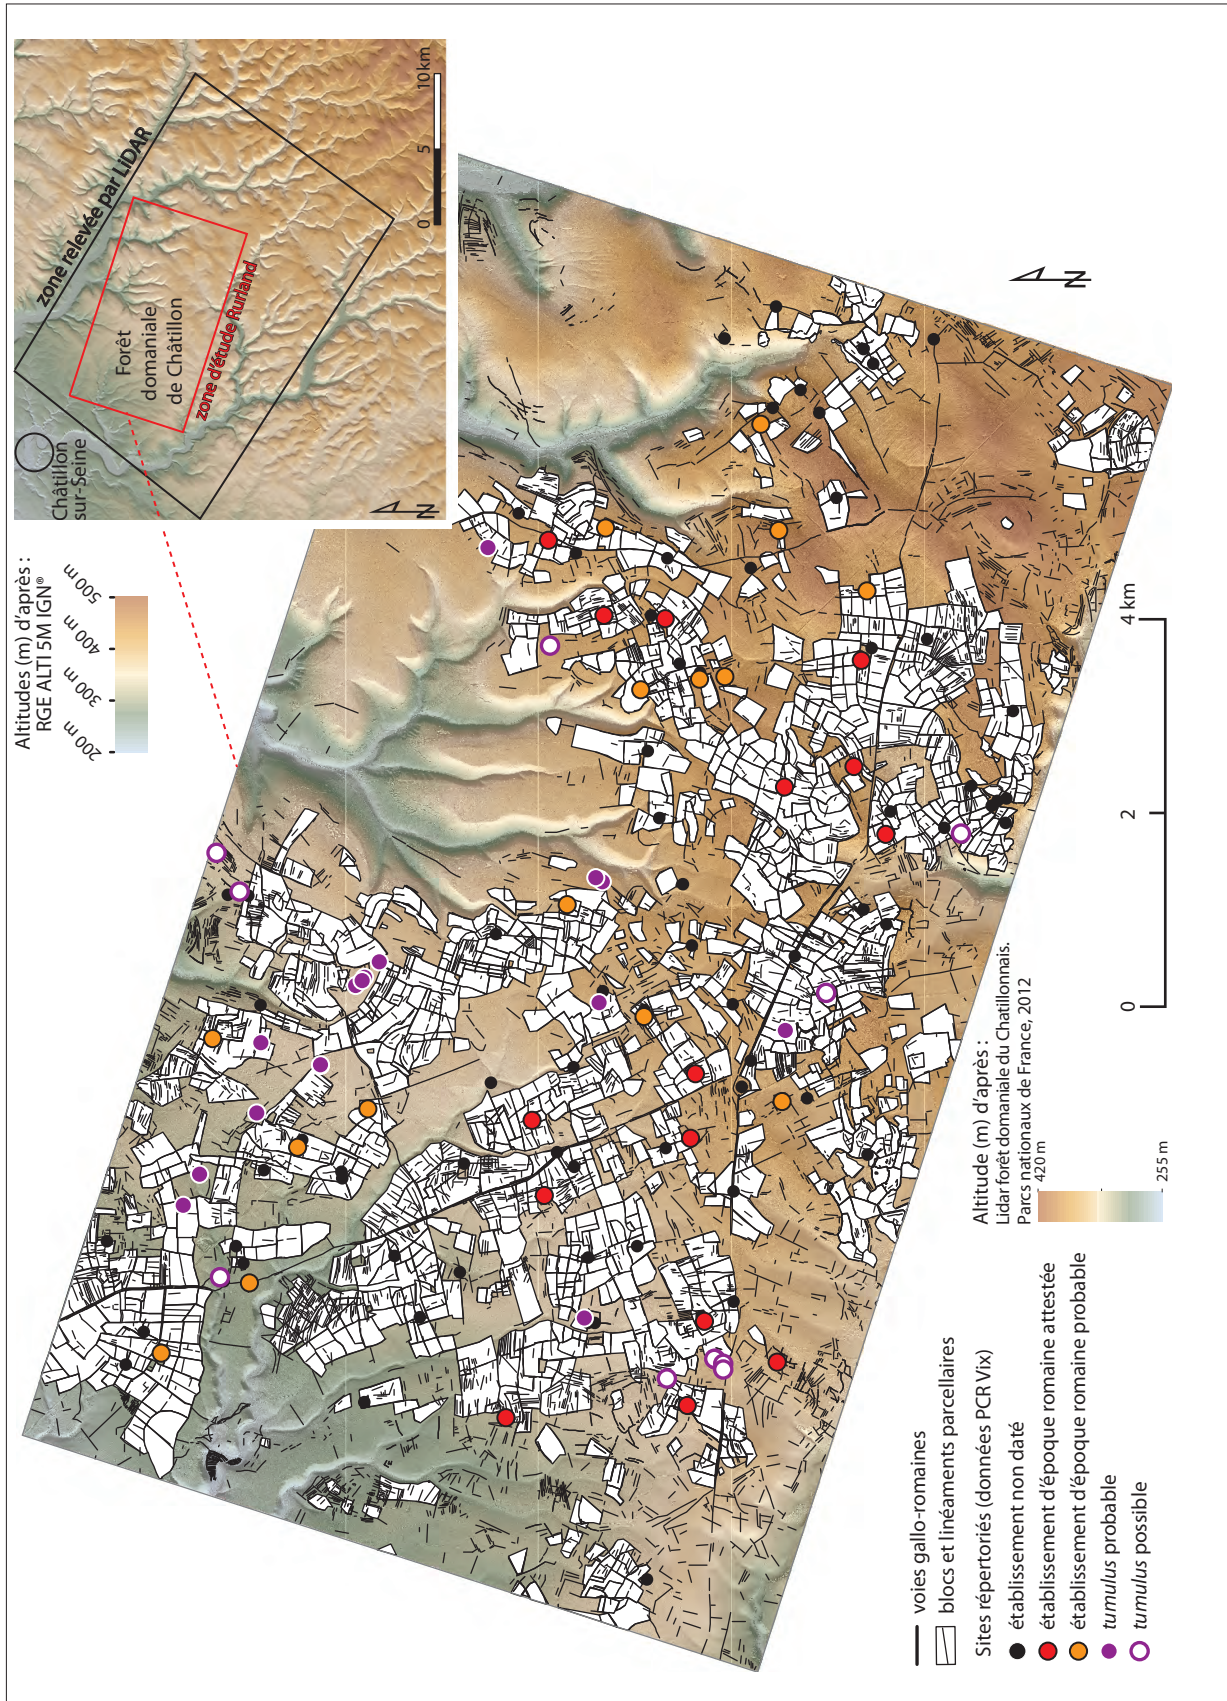 Châtillon
sur-Seine
zone relevée par LiDAR
Forêt
domaniale
de Châtillon
zone d'étude Rurland
N
0 5 10 km
Altitudes (m) d'après :
RGE ALTI 5M IGN®
200 m 300 m 400 m 500 m
N
voies gallo-romaines
blocs et linéaments parcellaires
Sites répertoriés (données PCR Vix)
établissement non daté
établissement d'époque romaine attestée
établissement d'époque romaine probable
tumulus probable
tumulus possible
Altitude (m) d'après :
Lidar forêt domaniale du Chatillonnais.
Parcs nationaux de France, 2012
420 m
255 m
0 2 4 km